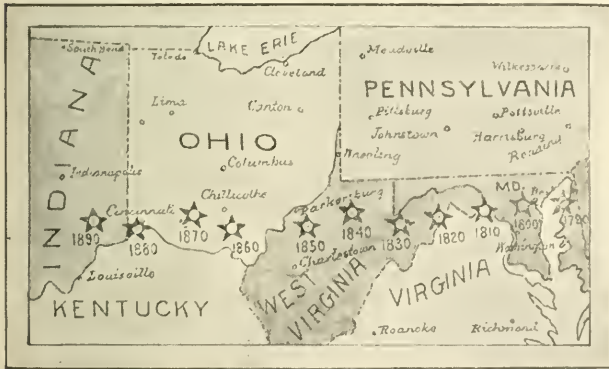 LAKE ERIE
South Bend
Toledo
Cleveland
Meadville
Wilkesbarre
PENNSYLVANIA
Lima
Canton
Pittsburg
Pottsville
OHIO
Johnstown
Harrisburg
INDIANA
Indianapolis
Columbus
Chillicothe
Parkersburg
MD.
Cincinnati
1890
1880
1870
1860
1850
1840
1830
1820
1810
1800
1790
Charlestown
Washington
Louisville
WEST VIRGINIA
VIRGINIA
KENTUCKY
Roanoke
Richmond